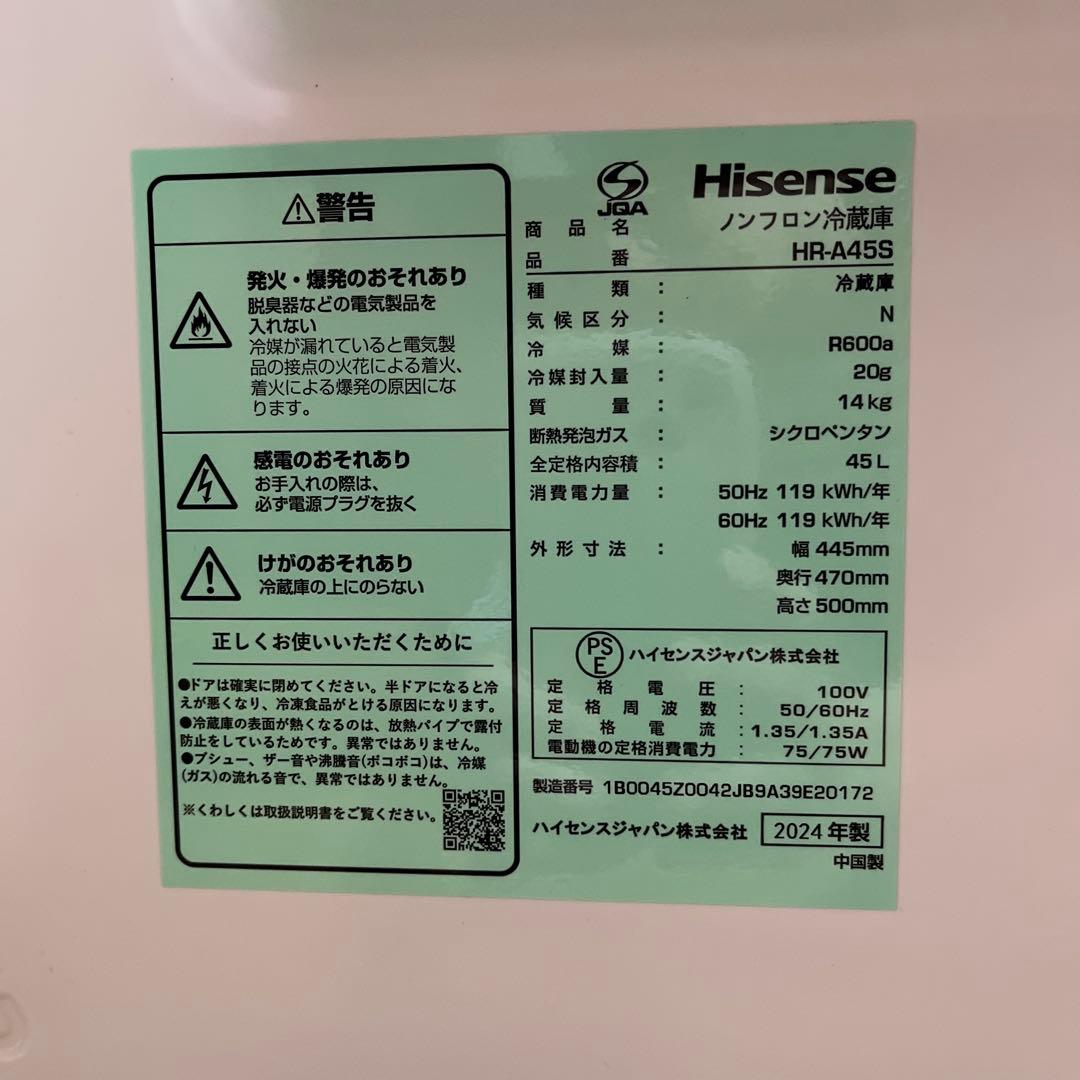 ⚠警告
発火・爆発のおそれあり
脱臭器などの電気製品を
入れない
冷媒が漏れていると電気製
品の接点の火花による着火、
着火による爆発の原因にな
ります。
感電のおそれあり
お手入れの際は、
必ず電源プラグを抜く
けがのおそれあり
冷蔵庫の上にのらない
正しくお使いいただくために
●ドアは確実に閉めてください。半ドアになると冷
えが悪くなり、冷凍食品がとける原因になります。
●冷蔵庫の表面が熱くなるのは、放熱パイプで露付
防止をしているためです。異常ではありません。
●プシュー、ザー音や沸騰音(ポコポコ)は、冷媒
(ガス)の流れる音で、異常ではありません。
※くわしくは取扱説明書をご覧ください。
JQA Hisense
商品名 ノンフロン冷蔵庫
品番 HR-A45S
種類: 冷蔵庫
気候区分: N
冷媒: R600a
冷媒封入量: 20g
質量: 14kg
断熱発泡ガス: シクロペンタン
全定格内容積: 45L
消費電力量: 50Hz 119 kWh/年
60Hz 119 kWh/年
外形寸法: 幅 445mm
奥行 470mm
高さ 500mm
PSE ハイセンスジャパン株式会社
定格電圧: 100V
定格周波数: 50/60Hz
定格電流: 1.35/1.35A
電動機の定格消費電力: 75/75W
製造番号 1B0045Z0042JB9A39E20172
ハイセンスジャパン株式会社 2024 年製
中国製